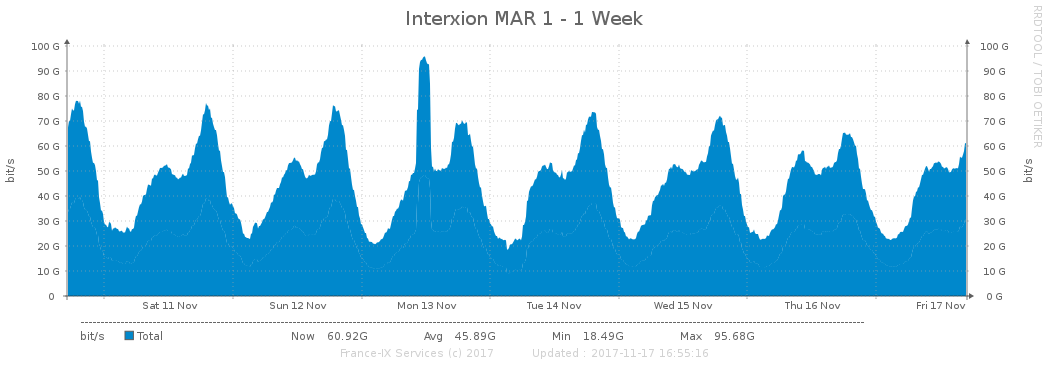 Interxion MAR 1 - 1 Week
RRDTOOL / TOBI OETIKER
bit/s
100 G 100 G
90 G 90 G
80 G 80 G
70 G 70 G
60 G 60 G
50 G 50 G
40 G 40 G
30 G 30 G
20 G 20 G
10 G 10 G
0 0 G
bit/s
Sat 11 Nov Sun 12 Nov Mon 13 Nov Tue 14 Nov Wed 15 Nov Thu 16 Nov Fri 17 Nov
bit/s Total Now 60.92G Avg 45.89G Min 18.49G Max 95.68G
France-IX Services (c) 2017 Updated : 2017-11-17 16:55:16